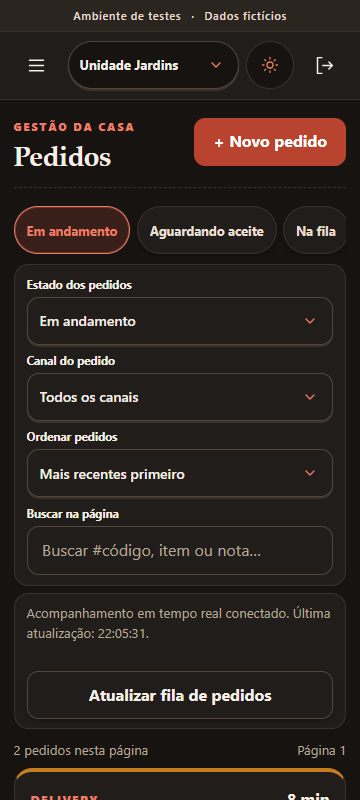 Ambiente de testes · Dados fictícios
Unidade Jardins
GESTÃO DA CASA
Pedidos
+ Novo pedido
Em andamento
Aguardando aceite
Na fila
Estado dos pedidos
Em andamento
Canal do pedido
Todos os canais
Ordenar pedidos
Mais recentes primeiro
Buscar na página
Buscar #código, item ou nota...
Acompanhamento em tempo real conectado. Última
atualização: 22:05:31.
Atualizar fila de pedidos
2 pedidos nesta página
Página 1
DELIVERY
8 min